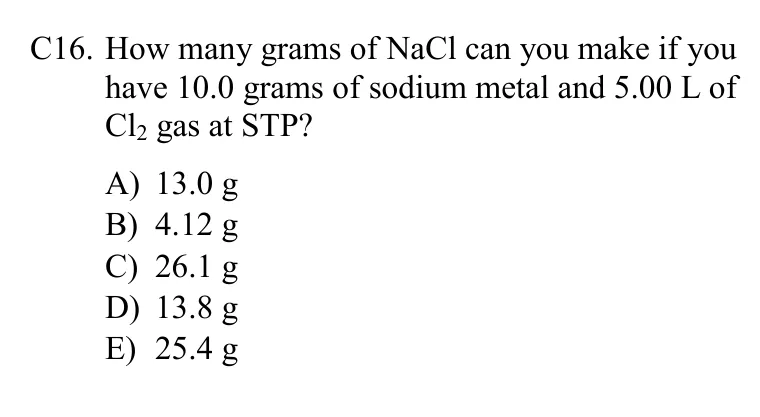 C16. How many grams of NaCl can you make if you
have 10.0 grams of sodium metal and 5.00 L of
Cl₂ gas at STP?
A) 13.0 g
B) 4.12 g
C) 26.1 g
D) 13.8 g
E) 25.4 g